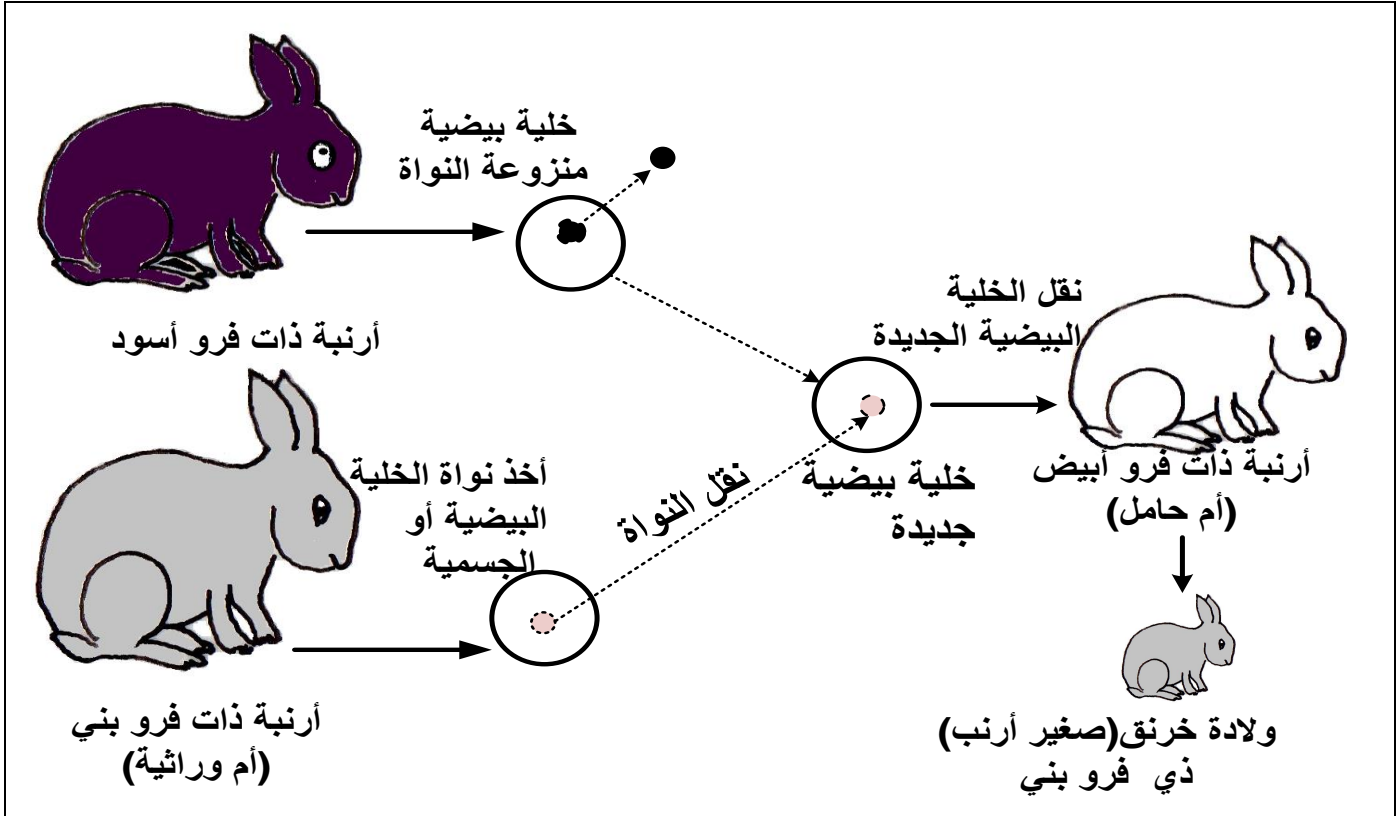 خلية بيضية
منزوعة النواة
أرنبة ذات فرو أسود
نقل الخلية
البيضية الجديدة
أخذ نواة الخلية
البيضية أو
الجسمية
نقل النواة
خلية بيضية
جديدة
أرنبة ذات فرو أبيض
(أم حامل)
أرنبة ذات فرو بني
(أم وراثية)
ولادة خرنق(صغير أرنب)
ذي فرو بني